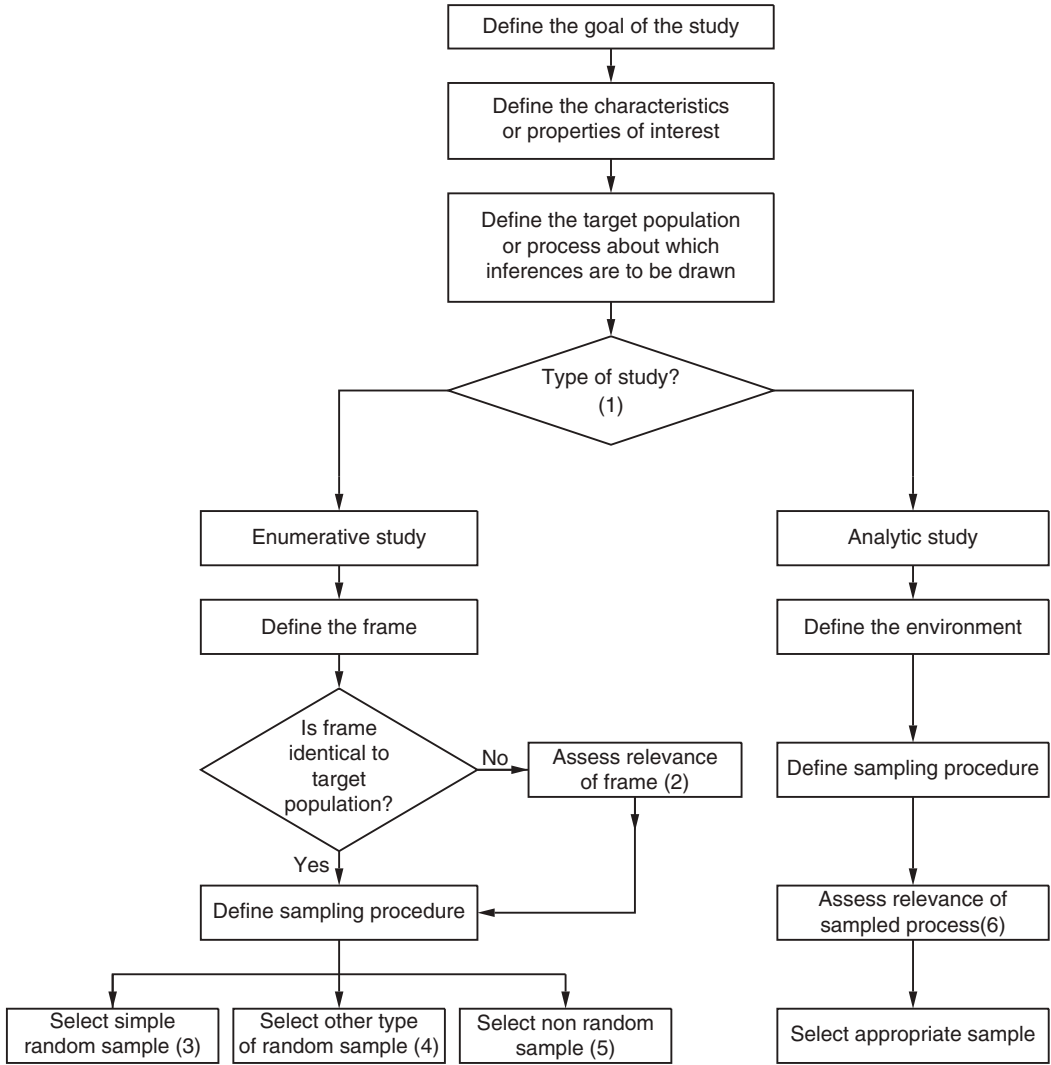 Define the goal of the study
Define the characteristics
or properties of interest
Define the target population
or process about which
inferences are to be drawn
Type of study?
(1)
Enumerative study
Analytic study
Define the frame
Define the environment
Is frame
identical to
target
population?
No
Assess relevance
of frame (2)
Define sampling procedure
Yes
Define sampling procedure
Assess relevance of
sampled process(6)
Select simple
random sample (3)
Select other type
of random sample (4)
Select non random
sample (5)
Select appropriate sample